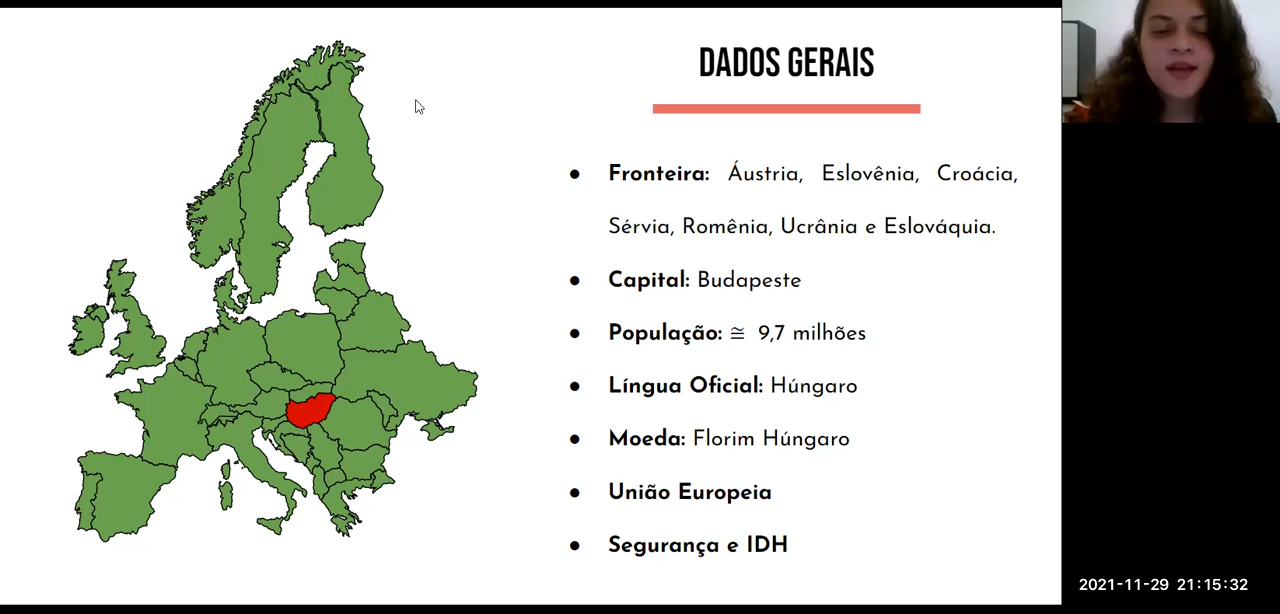 DADOS GERAIS
● Fronteira: Áustria, Eslovênia, Croácia,
Sérvia, Romênia, Ucrânia e Eslováquia.
● Capital: Budapeste
● População: ≅ 9,7 milhões
● Língua Oficial: Húngaro
● Moeda: Florim Húngaro
● União Europeia
● Segurança e IDH
2021-11-29 21:15:32